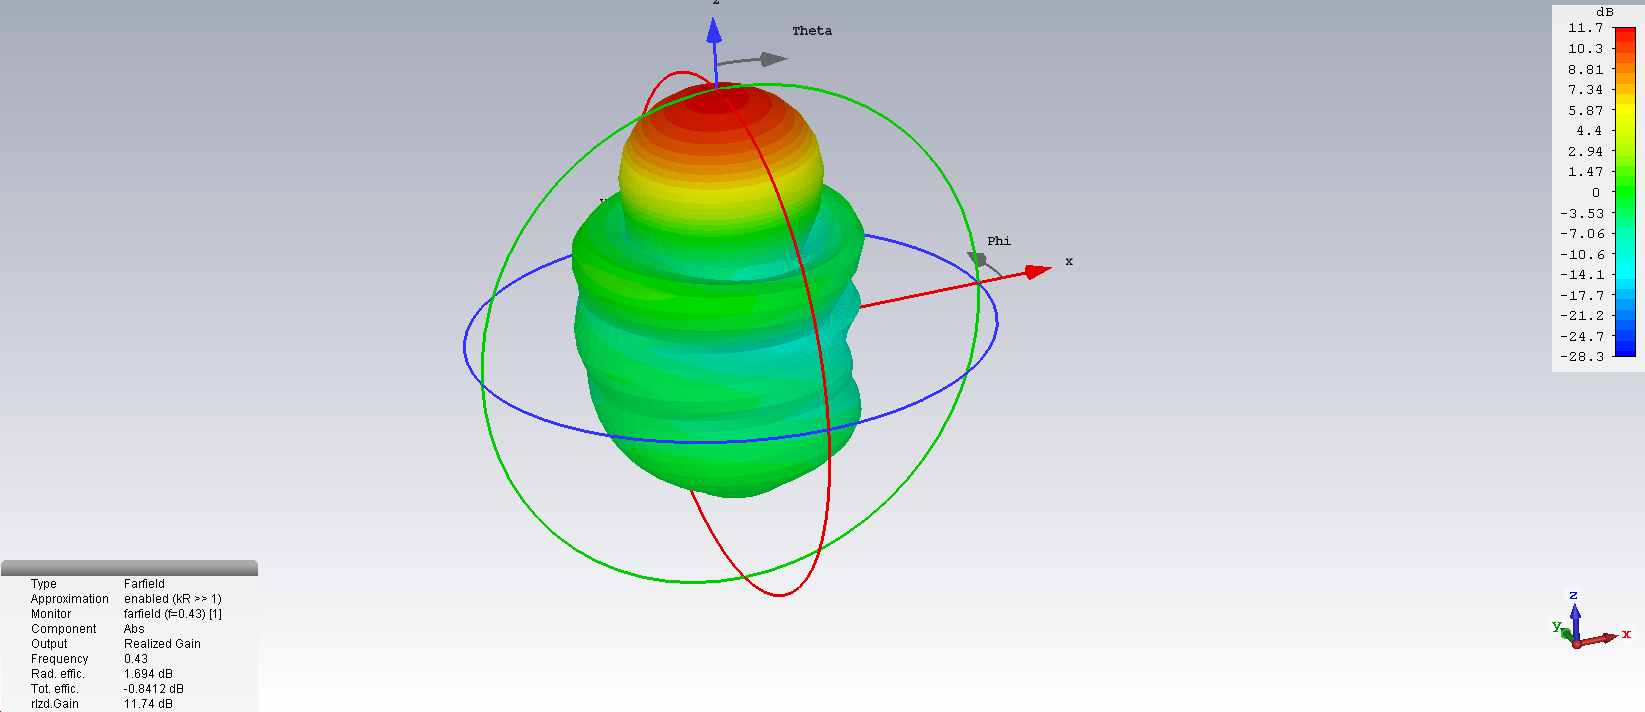 z
Theta
dB
11.7
10.3
8.81
7.34
5.87
4.4
2.94
1.47
0
-3.53
-7.06
-10.6
-14.1
-17.7
-21.2
-24.7
-28.3
Phi
x
Type Farfield
Approximation enabled (kR >> 1)
Monitor farfield (f=0.43) [1]
Component Abs
Output Realized Gain
Frequency 0.43
Rad. effic. 1.694 dB
Tot. effic. -0.8412 dB
rlzd.Gain 11.74 dB
z
y
x